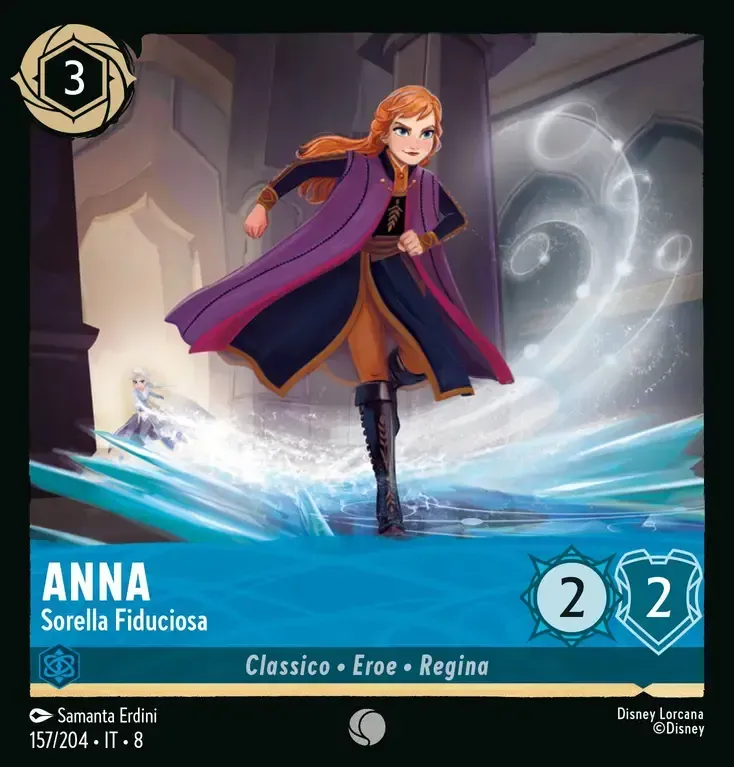 3
ANNA
Sorella Fiduciosa
2 2
Classico • Eroe • Regina
Samanta Erdini
157/204 • IT • 8
Disney Lorcana
©Disney